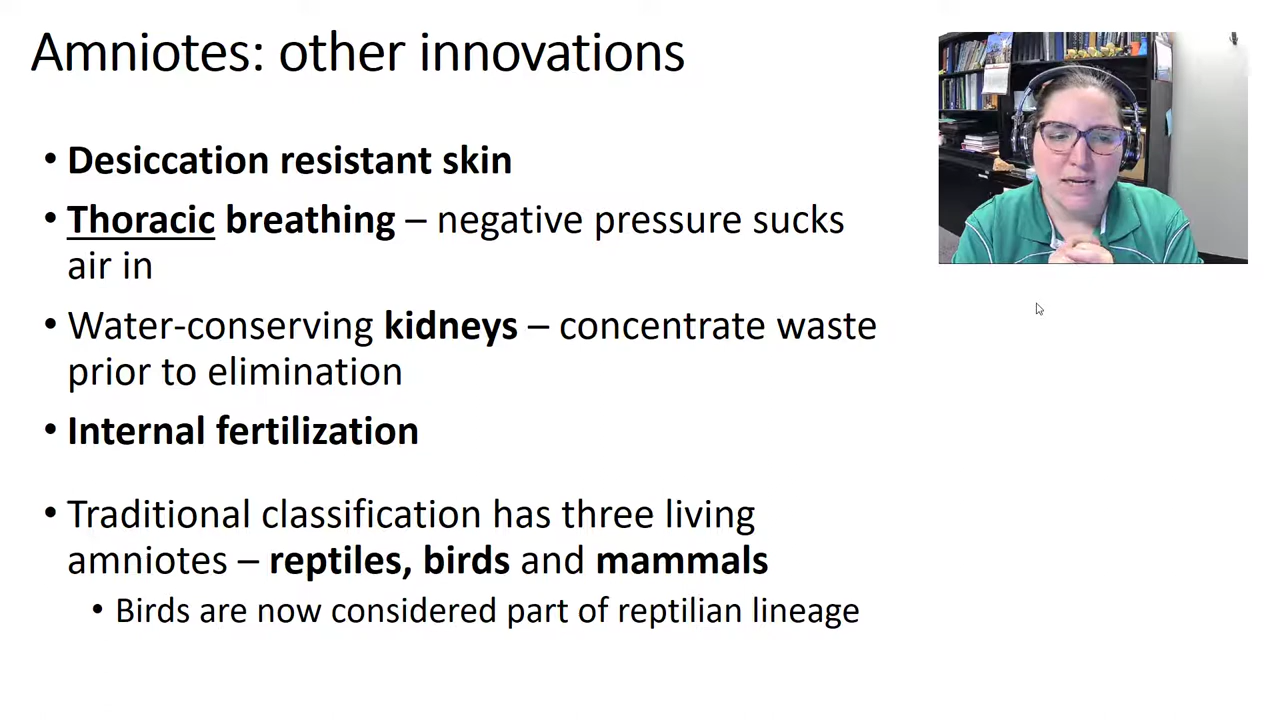 Amniotes: other innovations
• Desiccation resistant skin
• Thoracic breathing – negative pressure sucks
air in
• Water-conserving kidneys – concentrate waste
prior to elimination
• Internal fertilization
• Traditional classification has three living
amniotes – reptiles, birds and mammals
• Birds are now considered part of reptilian lineage